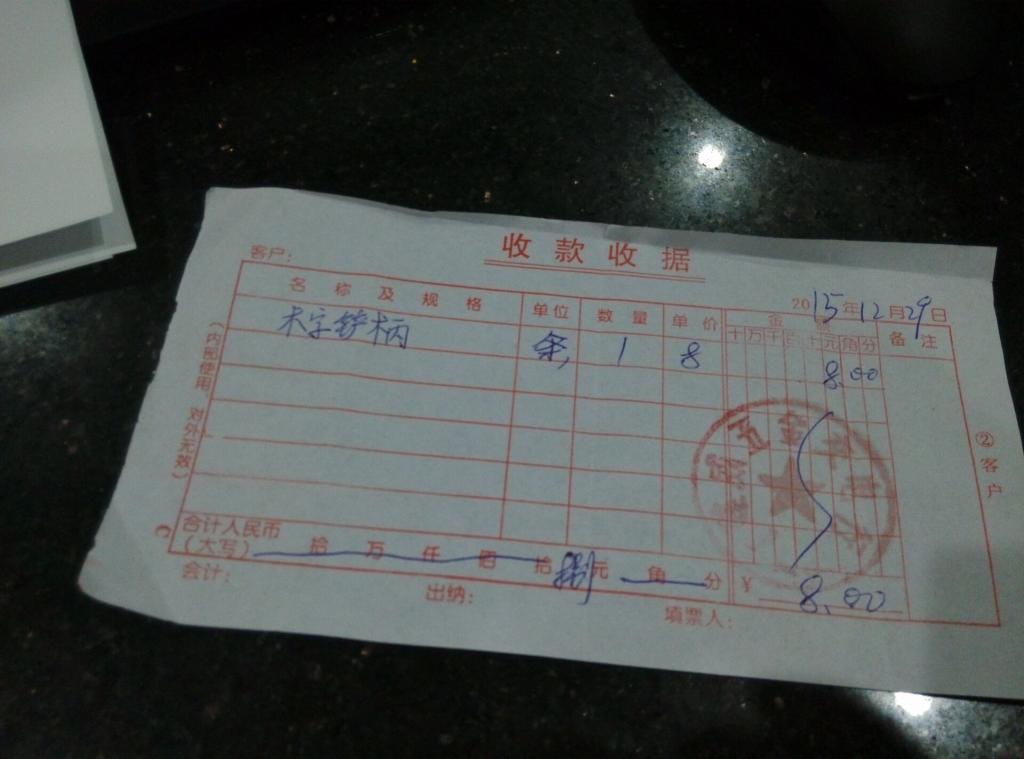 收款收据
客户：
2015年12月29日
名称及规格 单位 数量 单价 金 备注
十万千百十元角分
木字铲柄 条 1 8 8.00
（内部使用，对外无效）
②客户
五金
合计人民币
（大写） 拾 万 仟 佰 拾 捌元 角 分 ￥ 8.00
会计： 出纳： 填票人：